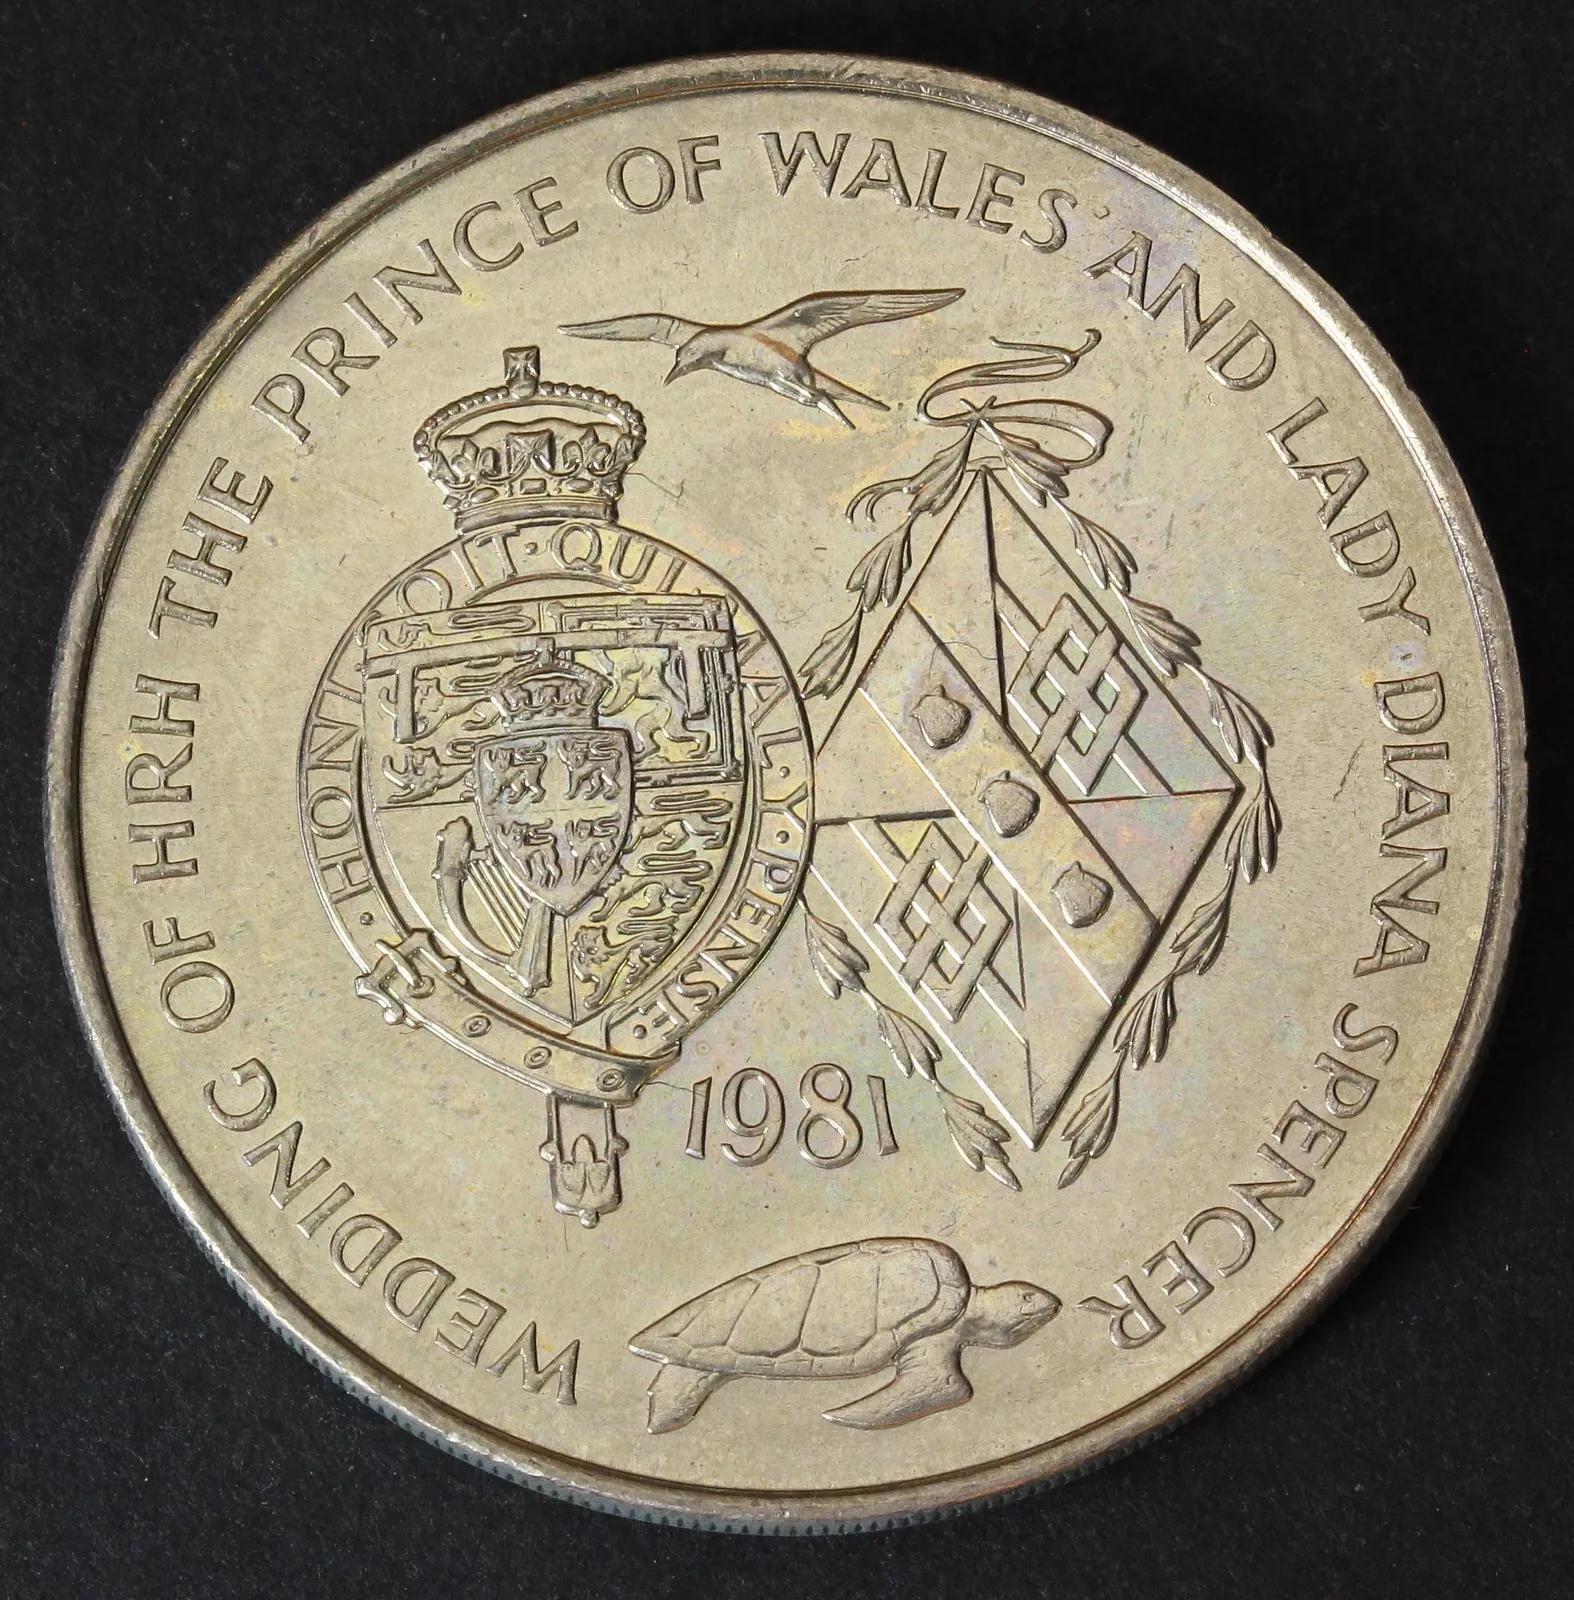 WEDDING OF HRH THE PRINCE OF WALES AND LADY DIANA SPENCER
HONI · SOIT · QUI MAL · Y · PENSE ·
1981